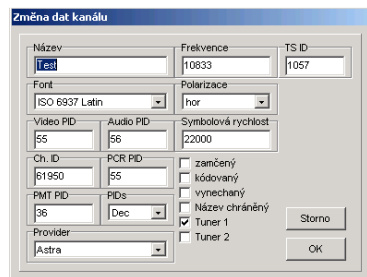 Změna dat kanálu
Název Frekvence TS ID
Test 10833 1057
Font Polarizace
ISO 6937 Latin hor
Video PID Audio PID Symbolová rychlost
55 56 22000
Ch. ID PCR PID
61950 55
zamčený
kódovaný
PMT PID PIDs
36 Dec
vynechaný
Název chráněný
Tuner 1
Tuner 2
Provider
Astra
Storno
OK